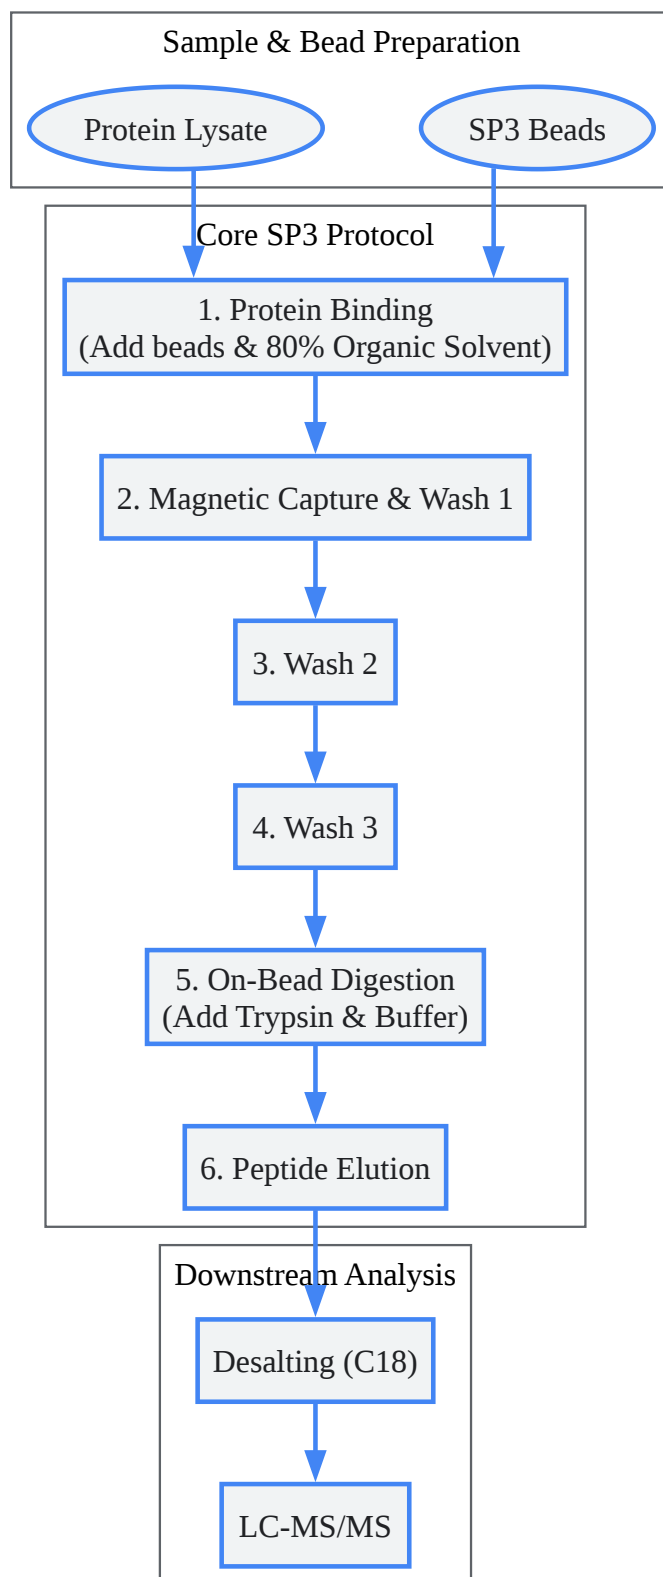 Sample & Bead Preparation
Protein Lysate
SP3 Beads
Core SP3 Protocol
1. Protein Binding
(Add beads & 80% Organic Solvent)
2. Magnetic Capture & Wash 1
3. Wash 2
4. Wash 3
5. On-Bead Digestion
(Add Trypsin & Buffer)
6. Peptide Elution
Downstream Analysis
Desalting (C18)
LC-MS/MS